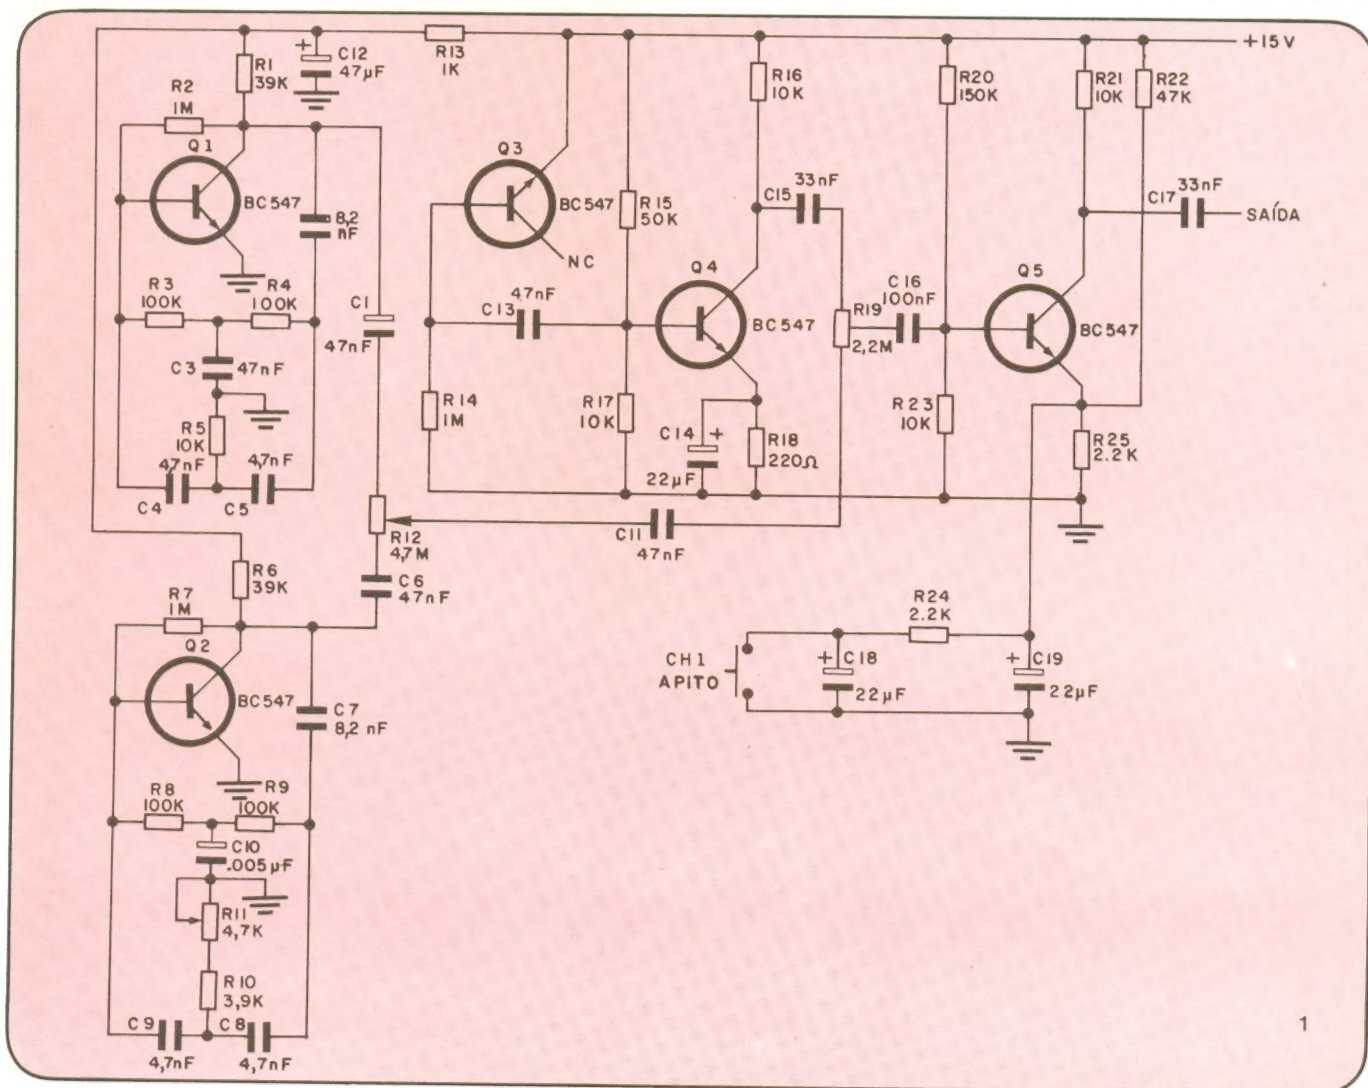 R1
39K
C12
47µF
+
R13
1K
+15V
R2
1M
Q1
BC547
8,2
nF
R3
100K
R4
100K
C3
47nF
R5
10K
47nF
4,7nF
C4
C5
C1
47nF
Q3
BC547
NC
R15
50K
R16
10K
C15
33nF
Q4
BC547
C13
47nF
R14
1M
R17
10K
C14
+
22µF
R18
220Ω
R19
2,2M
C16
100nF
R20
150K
R21
10K
R22
47K
C17
33nF
SAÍDA
Q5
BC547
R23
10K
R25
2.2K
R12
4,7M
C11
47nF
C6
47nF
R6
39K
R7
1M
Q2
BC547
C7
8,2 nF
R8
100K
R9
100K
C10
.005µF
R11
4,7K
R10
3,9K
C9
C8
4,7nF
4,7nF
CH1
APITO
+
C18
22µF
R24
2.2K
+
C19
22µF
1